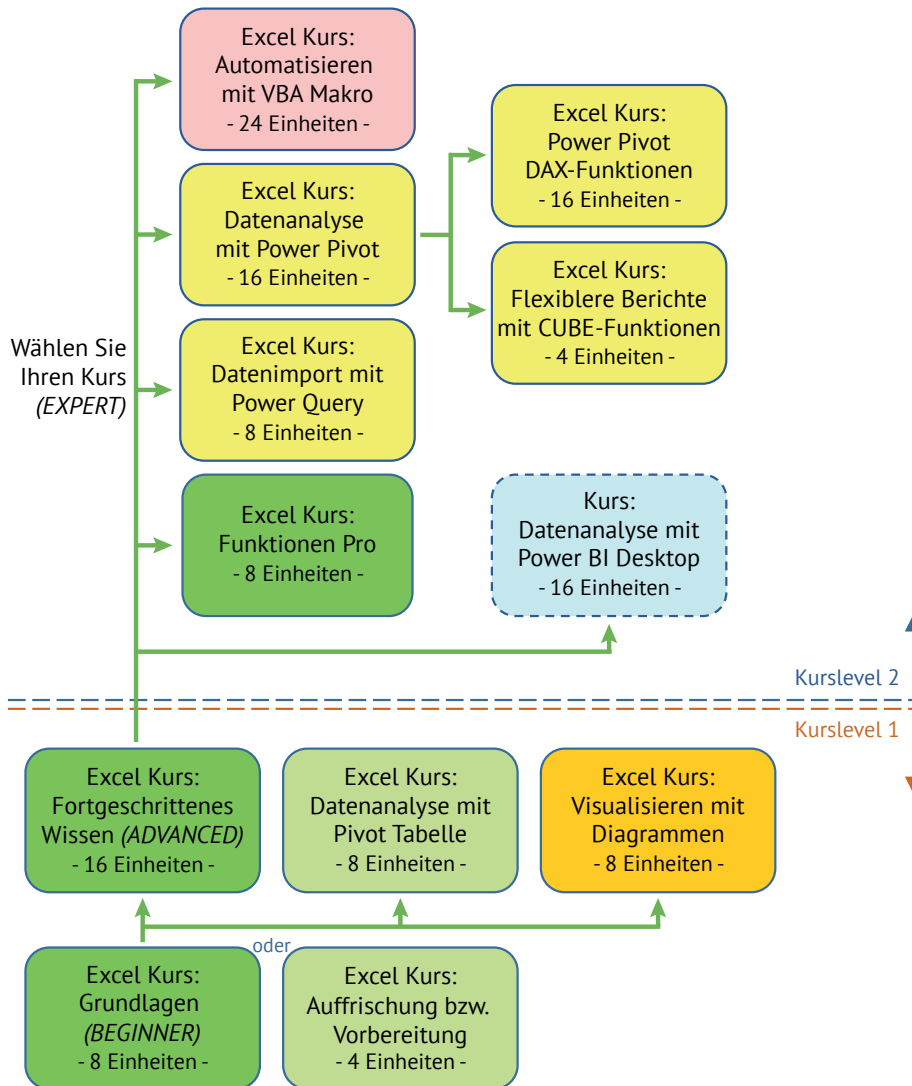 Excel Kurs:
Automatisieren
mit VBA Makro
- 24 Einheiten -
Excel Kurs:
Power Pivot
DAX-Funktionen
- 16 Einheiten -
Excel Kurs:
Datenanalyse
mit Power Pivot
- 16 Einheiten -
Excel Kurs:
Flexiblere Berichte
mit CUBE-Funktionen
- 4 Einheiten -
Wählen Sie
Ihren Kurs
(EXPERT)
Excel Kurs:
Datenimport mit
Power Query
- 8 Einheiten -
Excel Kurs:
Funktionen Pro
- 8 Einheiten -
Kurs:
Datenanalyse mit
Power BI Desktop
- 16 Einheiten -
Kurslevel 2
Kurslevel 1
Excel Kurs:
Fortgeschrittenes
Wissen (ADVANCED)
- 16 Einheiten -
Excel Kurs:
Datenanalyse mit
Pivot Tabelle
- 8 Einheiten -
Excel Kurs:
Visualisieren mit
Diagrammen
- 8 Einheiten -
oder
Excel Kurs:
Grundlagen
(BEGINNER)
- 8 Einheiten -
Excel Kurs:
Auffrischung bzw.
Vorbereitung
- 4 Einheiten -